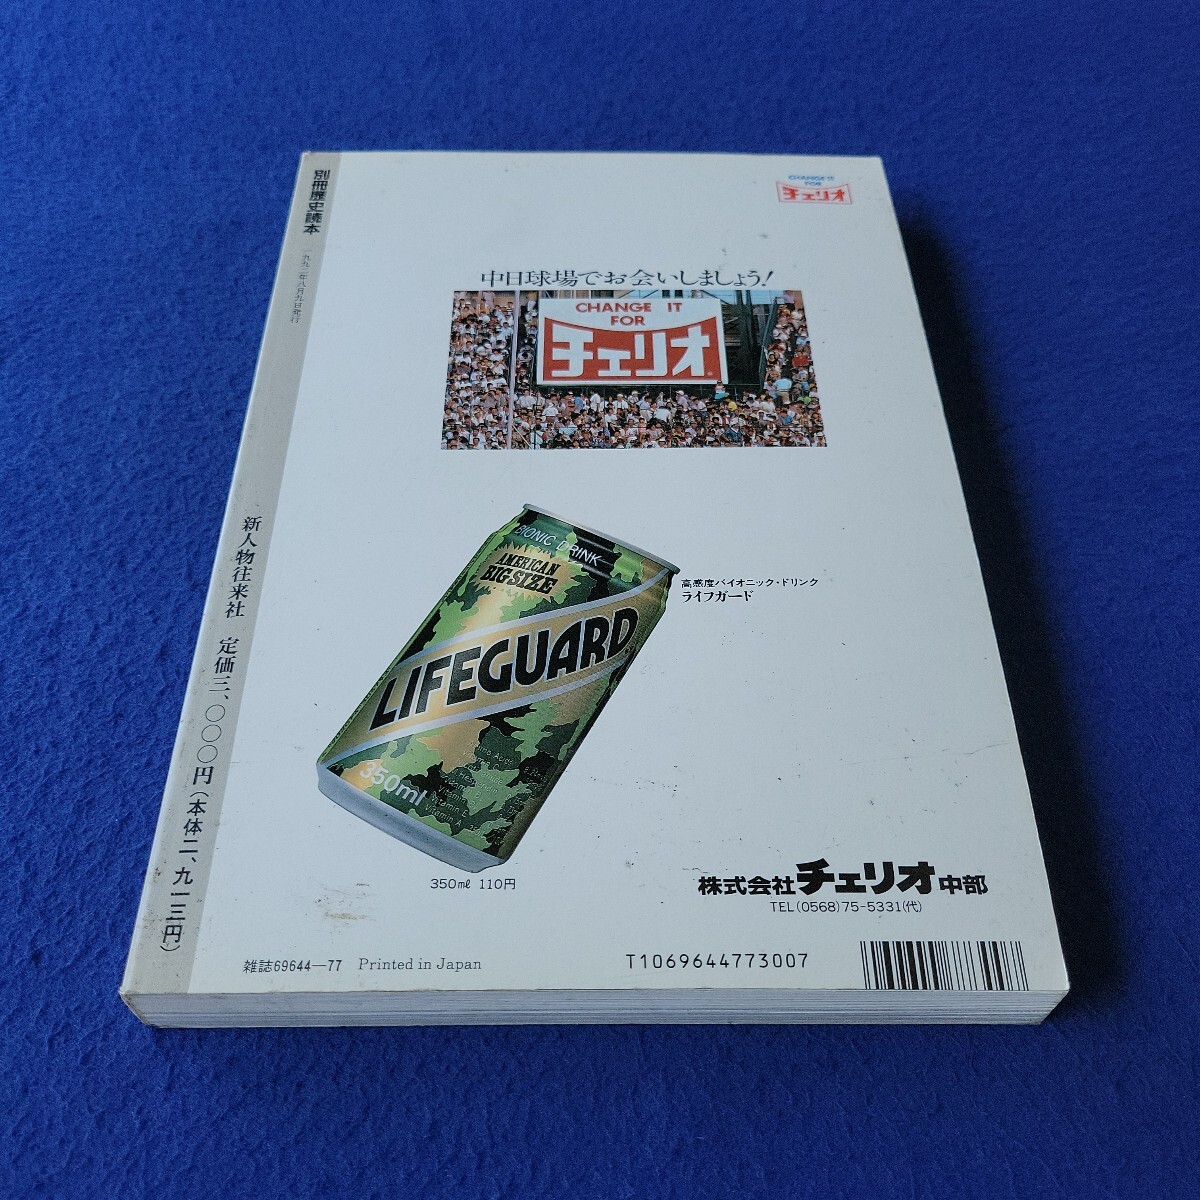 別冊歴史読本
一九九二年八月九日発行
新人物往来社
定価三、〇〇〇円(本体二、九一三円)
CHANGE IT
FOR
チェリオ
中日球場でお会いしましょう!
CHANGE IT
FOR
チェリオ
BIONIC DRINK
AMERICAN
BIG SIZE
LIFEGUARD
350ml
高感度バイオニック・ドリンク
ライフガード
350ml 110円
株式会社チェリオ中部
TEL(0568)75-5331(代)
雑誌69644-77 Printed in Japan
T1069644773007